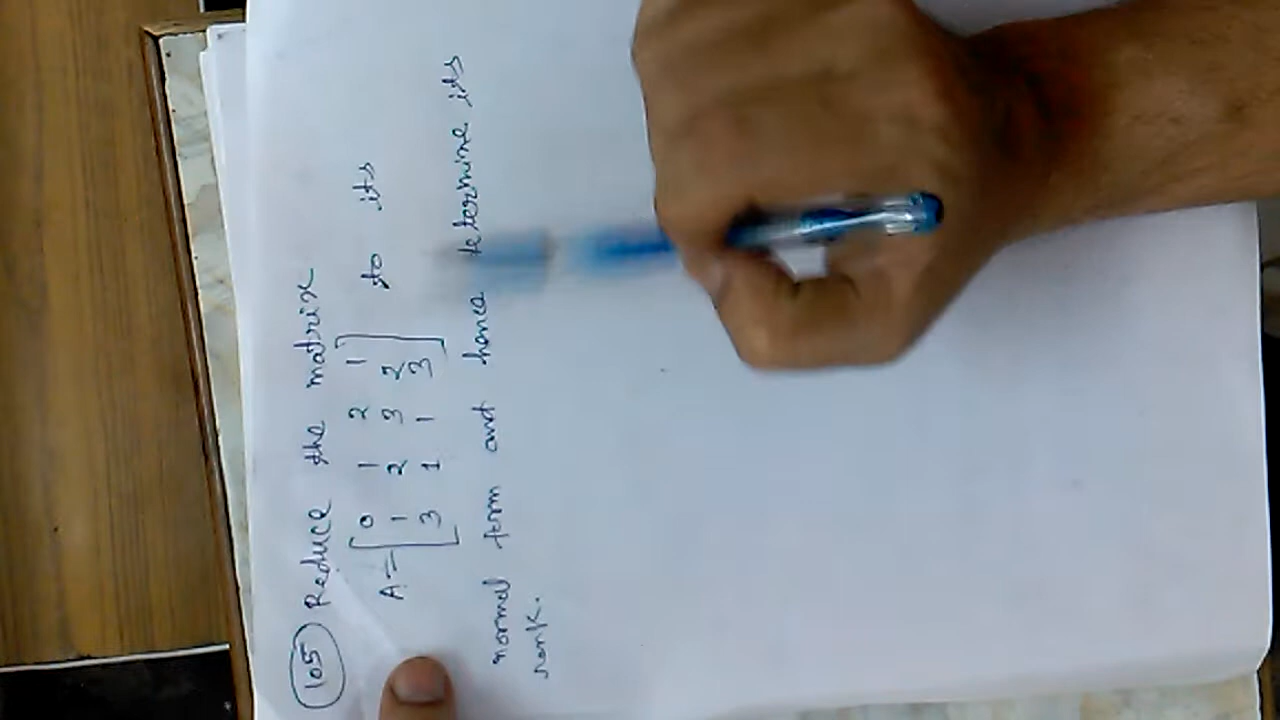 105 Reduce the matrix
A = [ 0 1 2 1
1 2 3 2
3 1 1 3 ] to its
normal form and hence determine its
rank.